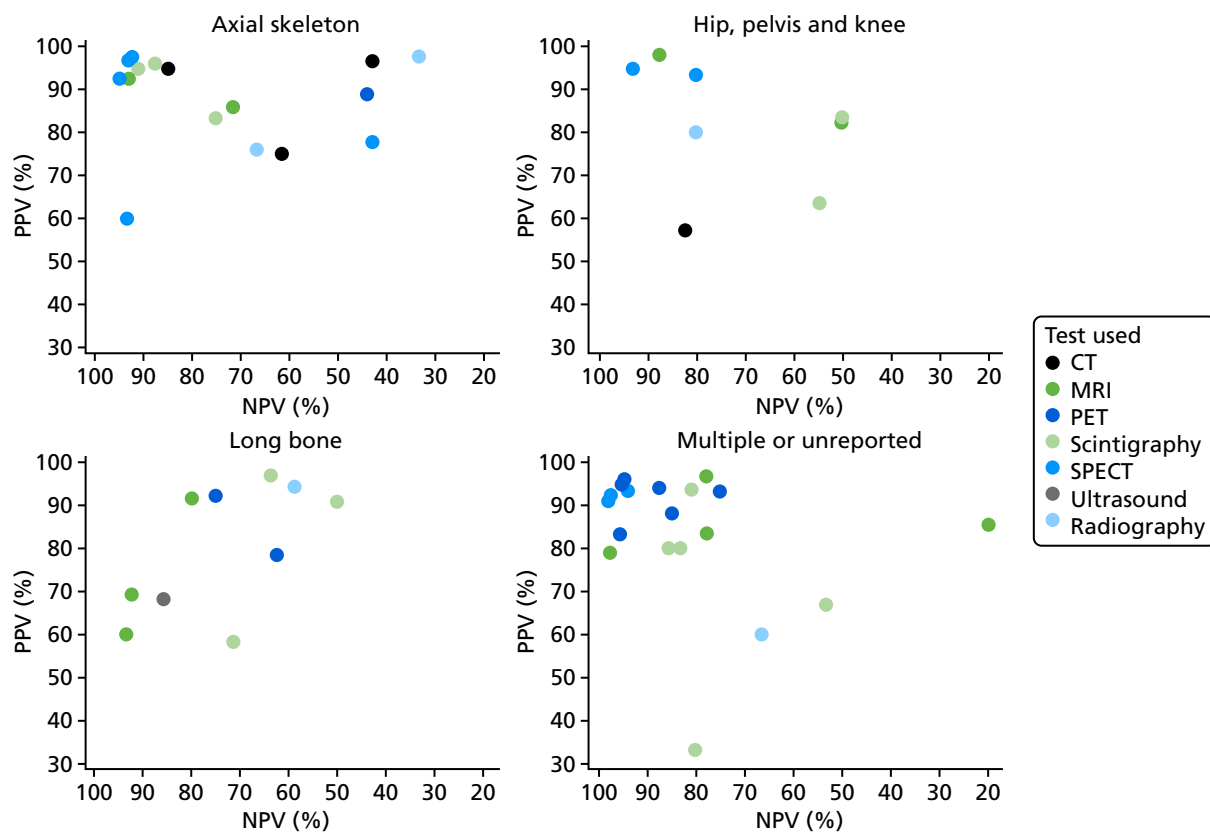 Axial skeleton
100
90
80
70
60
50
40
30
PPV (%)
100 90 80 70 60 50 40 30 20
NPV (%)
Hip, pelvis and knee
100
90
80
70
60
50
40
30
PPV (%)
100 90 80 70 60 50 40 30 20
NPV (%)
Long bone
100
90
80
70
60
50
40
30
PPV (%)
100 90 80 70 60 50 40 30 20
NPV (%)
Multiple or unreported
100
90
80
70
60
50
40
30
PPV (%)
100 90 80 70 60 50 40 30 20
NPV (%)
Test used
CT
MRI
PET
Scintigraphy
SPECT
Ultrasound
Radiography